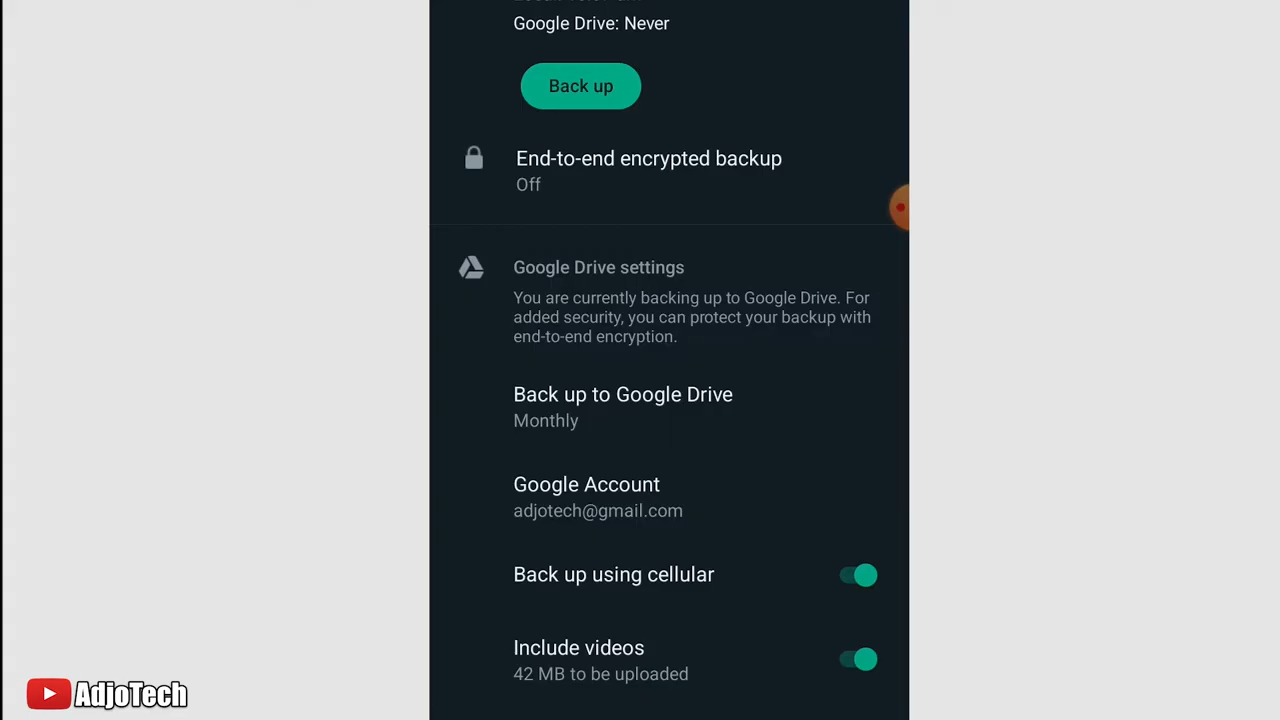 Google Drive: Never
Back up
End-to-end encrypted backup
Off
Google Drive settings
You are currently backing up to Google Drive. For
added security, you can protect your backup with
end-to-end encryption.
Back up to Google Drive
Monthly
Google Account
adjotech@gmail.com
Back up using cellular
Include videos
42 MB to be uploaded
AdjoTech